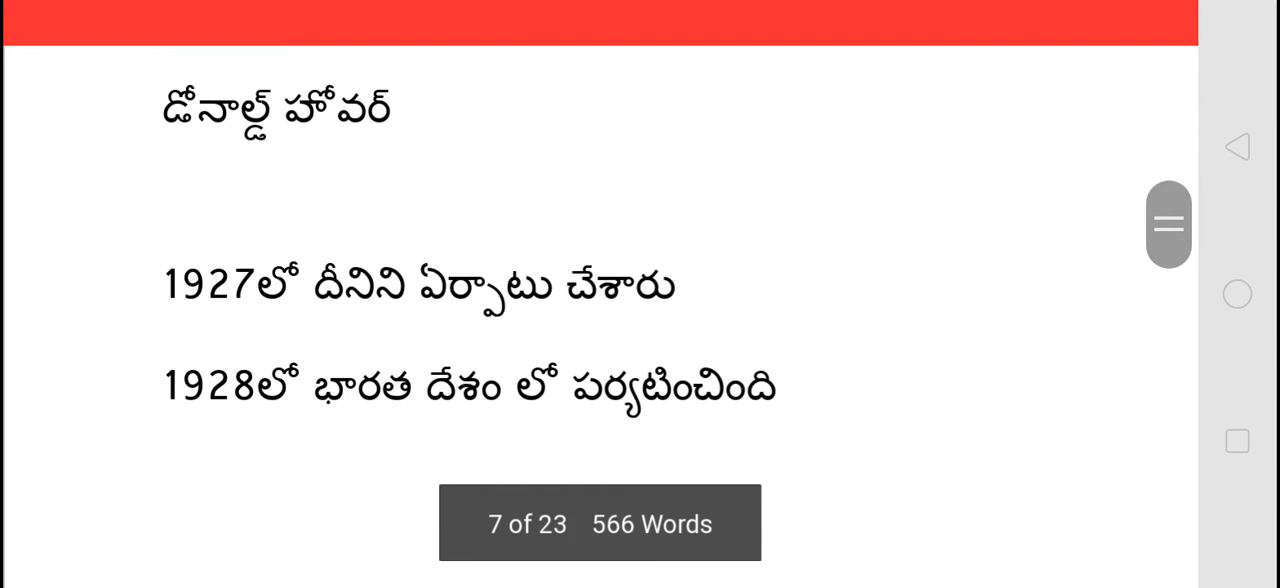 డోనాల్డ్ హోవర్
1927లో దీనిని ఏర్పాటు చేశారు
1928లో భారత దేశం లో పర్యటించింది
7 of 23 566 Words